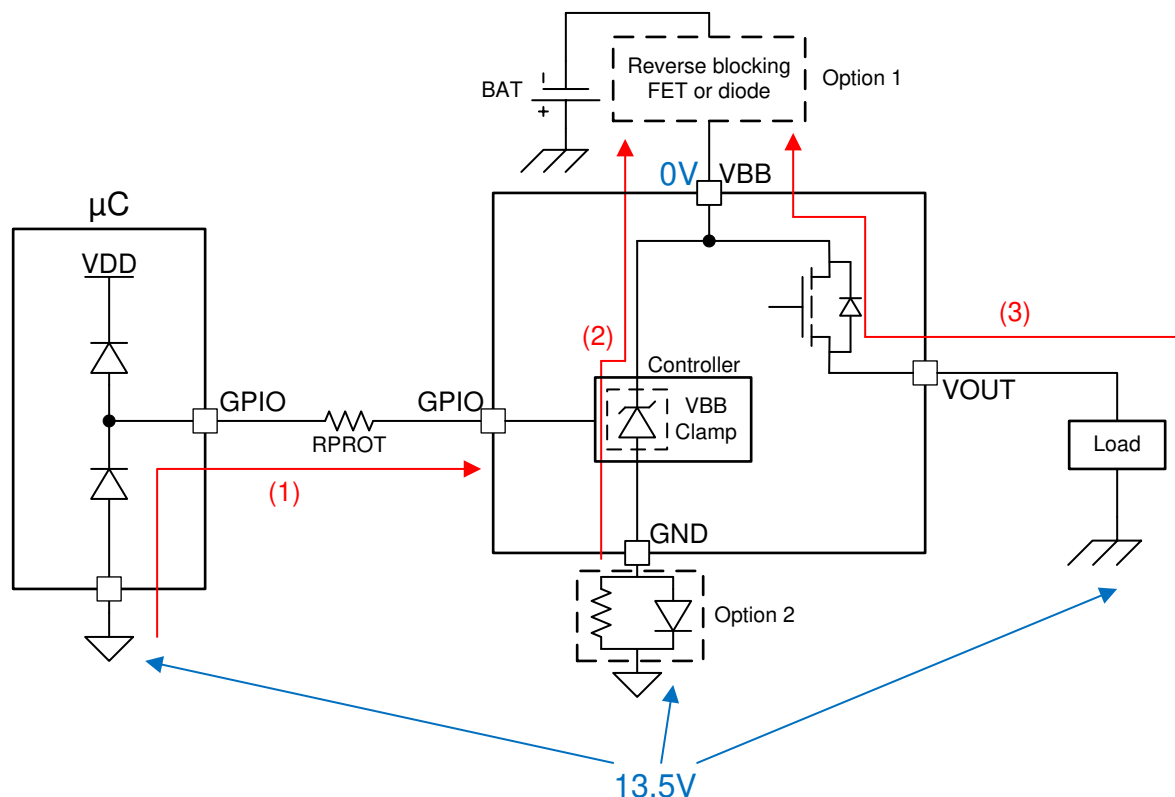 Reverse blocking
FET or diode
Option 1
BAT
-
+
0V
VBB
µC
VDD
(2)
(3)
Controller
GPIO
GPIO
VBB
Clamp
VOUT
RPROT
Load
(1)
GND
Option 2
13.5V